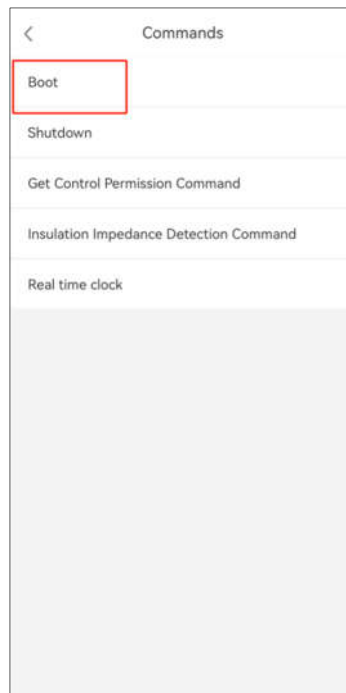 Commands
Boot
Shutdown
Get Control Permission Command
Insulation Impedance Detection Command
Real time clock